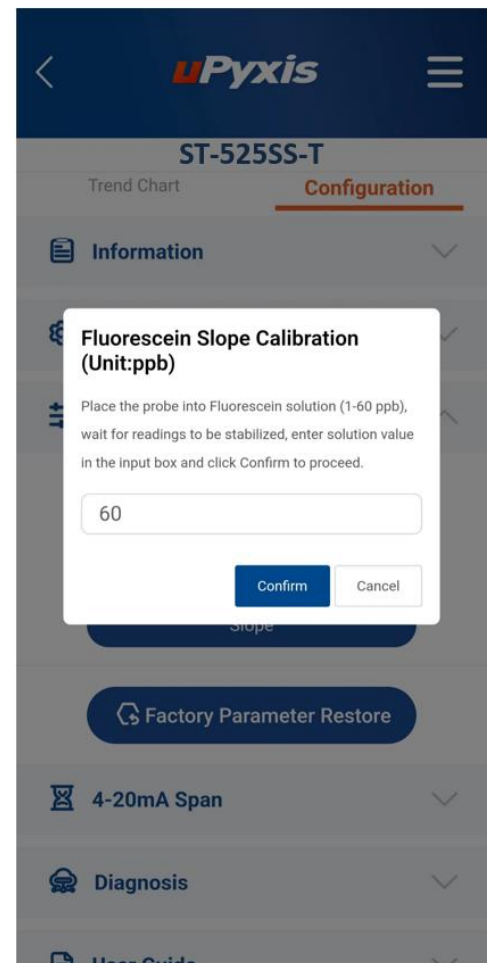 uPyxis
ST-525SS-T
Trend Chart Configuration
Information
Fluorescein Slope Calibration
(Unit:ppb)
Place the probe into Fluorescein solution (1-60 ppb),
wait for readings to be stabilized, enter solution value
in the input box and click Confirm to proceed.
60
Confirm Cancel
Slope
Factory Parameter Restore
4-20mA Span
Diagnosis
User Guide